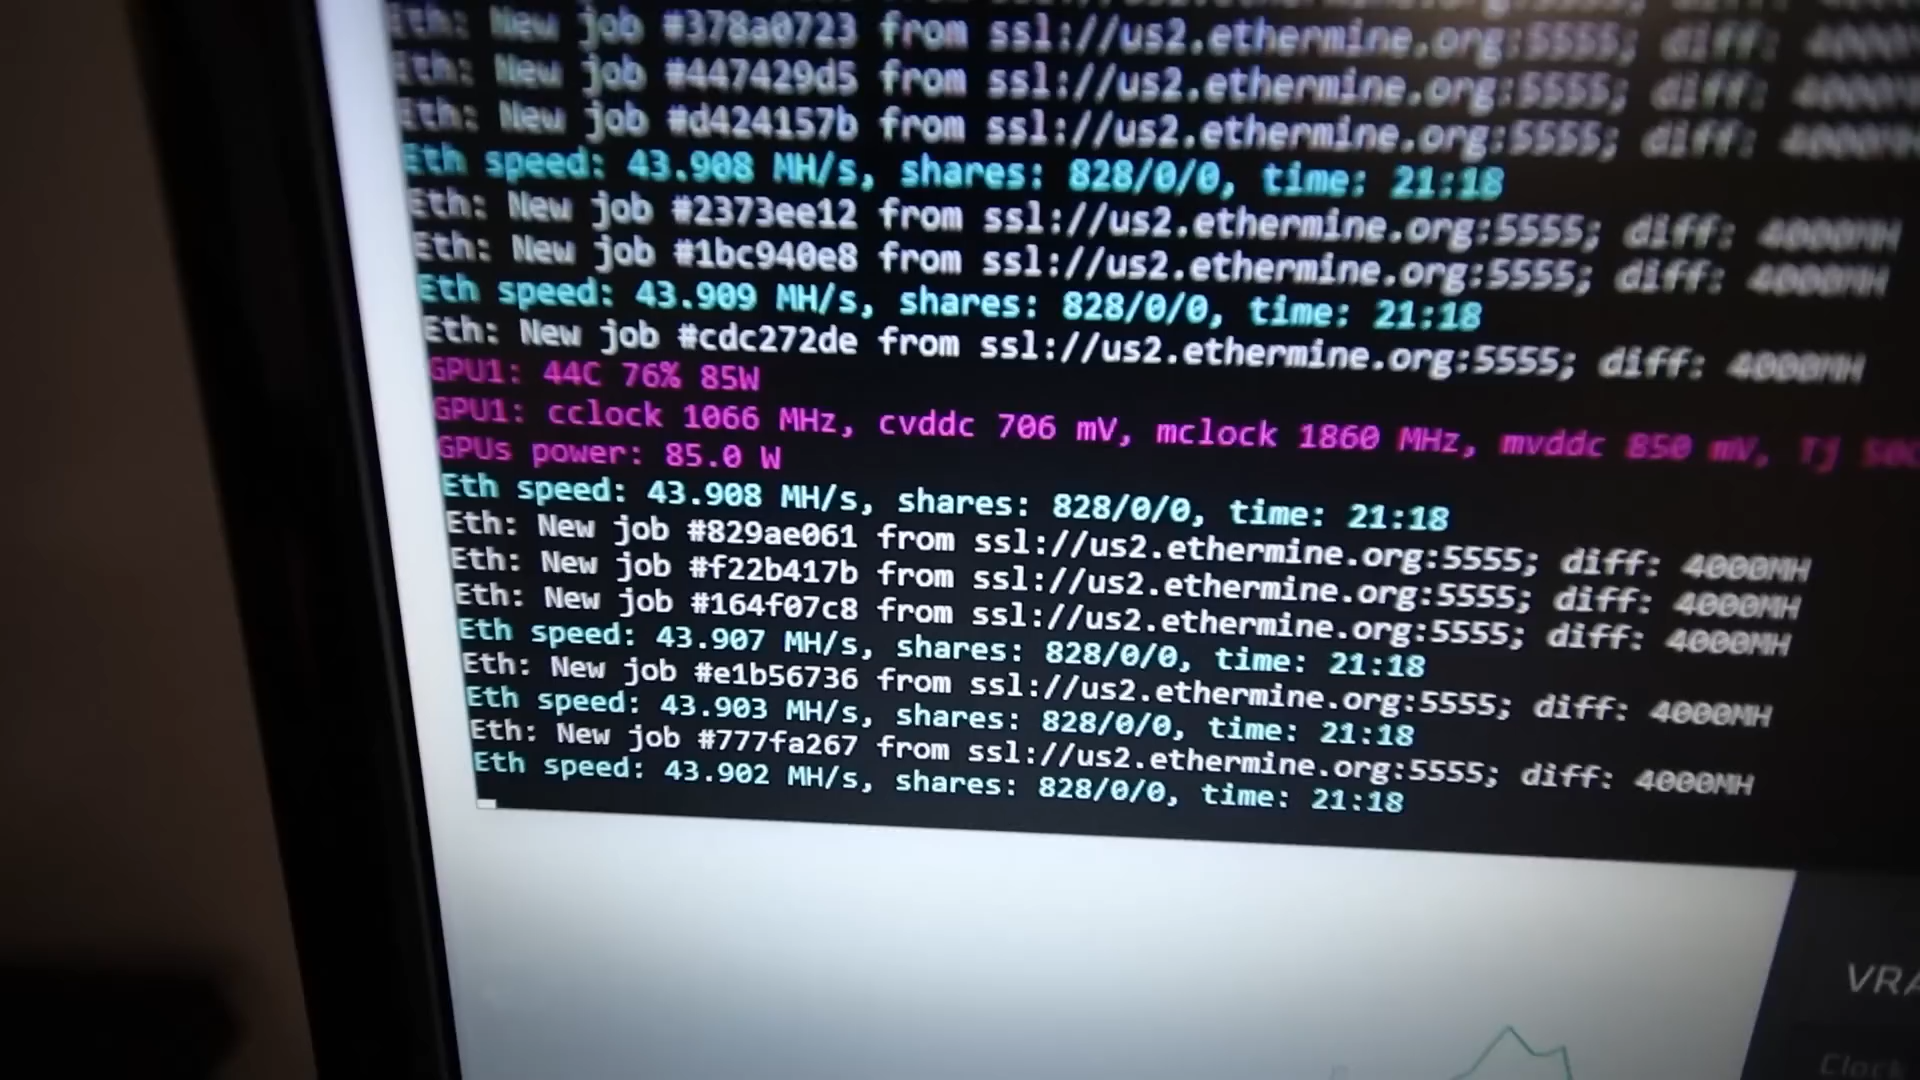 Eth: New job #378a0723 from ssl://us2.ethermine.org:5555; diff: 4000MH
Eth: New job #447429d5 from ssl://us2.ethermine.org:5555; diff: 4000MH
Eth: New job #d424157b from ssl://us2.ethermine.org:5555; diff: 4000MH
Eth speed: 43.908 MH/s, shares: 828/0/0, time: 21:18
Eth: New job #2373ee12 from ssl://us2.ethermine.org:5555; diff: 4000MH
Eth: New job #1bc940e8 from ssl://us2.ethermine.org:5555; diff: 4000MH
Eth speed: 43.909 MH/s, shares: 828/0/0, time: 21:18
Eth: New job #cdc272de from ssl://us2.ethermine.org:5555; diff: 4000MH
GPU1: 44C 76% 85W
GPU1: cclock 1066 MHz, cvddc 706 mV, mclock 1860 MHz, mvddc 850 mV, Tj 50C
GPUs power: 85.0 W
Eth speed: 43.908 MH/s, shares: 828/0/0, time: 21:18
Eth: New job #829ae061 from ssl://us2.ethermine.org:5555; diff: 4000MH
Eth: New job #f22b417b from ssl://us2.ethermine.org:5555; diff: 4000MH
Eth: New job #164f07c8 from ssl://us2.ethermine.org:5555; diff: 4000MH
Eth speed: 43.907 MH/s, shares: 828/0/0, time: 21:18
Eth: New job #e1b56736 from ssl://us2.ethermine.org:5555; diff: 4000MH
Eth speed: 43.903 MH/s, shares: 828/0/0, time: 21:18
Eth: New job #777fa267 from ssl://us2.ethermine.org:5555; diff: 4000MH
Eth speed: 43.902 MH/s, shares: 828/0/0, time: 21:18
VRA
Clock